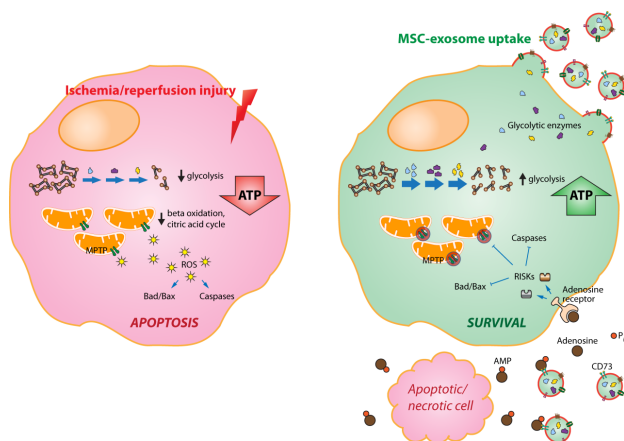 Ischemia/reperfusion injury
glycolysis
ATP
beta oxidation,
citric acid cycle
MPTP
ROS
Bad/Bax
Caspases
APOPTOSIS
MSC-exosome uptake
Glycolytic enzymes
glycolysis
ATP
Caspases
MPTP
RISKs
Bad/Bax
Adenosine
receptor
SURVIVAL
Adenosine
Pi
AMP
CD73
Apoptotic/
necrotic cell